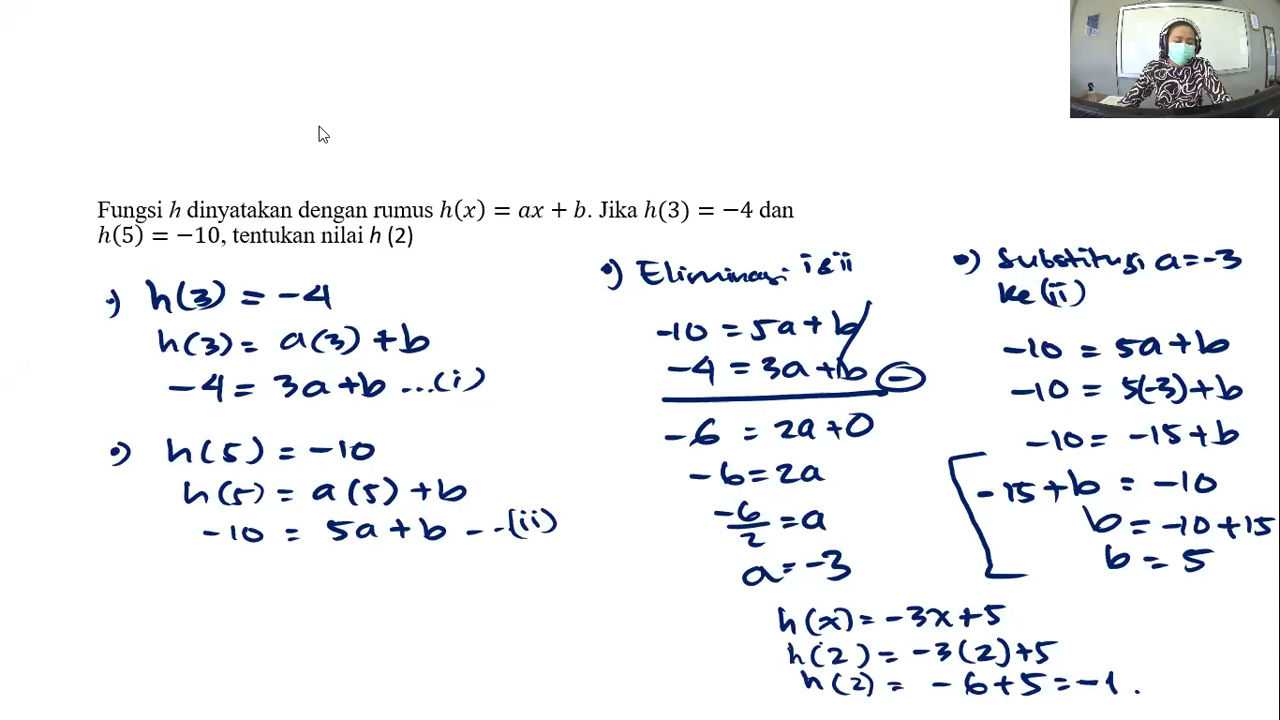 Fungsi h dinyatakan dengan rumus h(x) = ax + b. Jika h(3) = −4 dan
h(5) = −10, tentukan nilai h (2)
•) h(3) = -4
h(3) = a(3) + b
-4 = 3a + b ...(i)
•) h(5) = -10
h(5) = a(5) + b
-10 = 5a + b ...(ii)
•) Eliminasi i & ii
-10 = 5a + b
-4 = 3a + b −
-6 = 2a + 0
-6 = 2a
-6/2 = a
a = -3
•) Substitusi a = -3
ke (ii)
-10 = 5a + b
-10 = 5(-3) + b
-10 = -15 + b
-15 + b = -10
b = -10 + 15
b = 5
h(x) = -3x + 5
h(2) = -3(2) + 5
h(2) = -6 + 5 = -1.